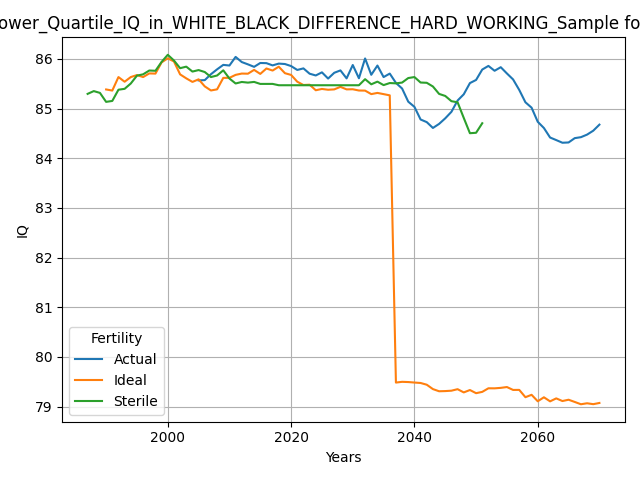 ower_Quartile_IQ_in_WHITE_BLACK_DIFFERENCE_HARD_WORKING_Sample fo
86
85
84
83
82
81
80
79
IQ
Fertility
Actual
Ideal
Sterile
2000
2020
2040
2060
Years